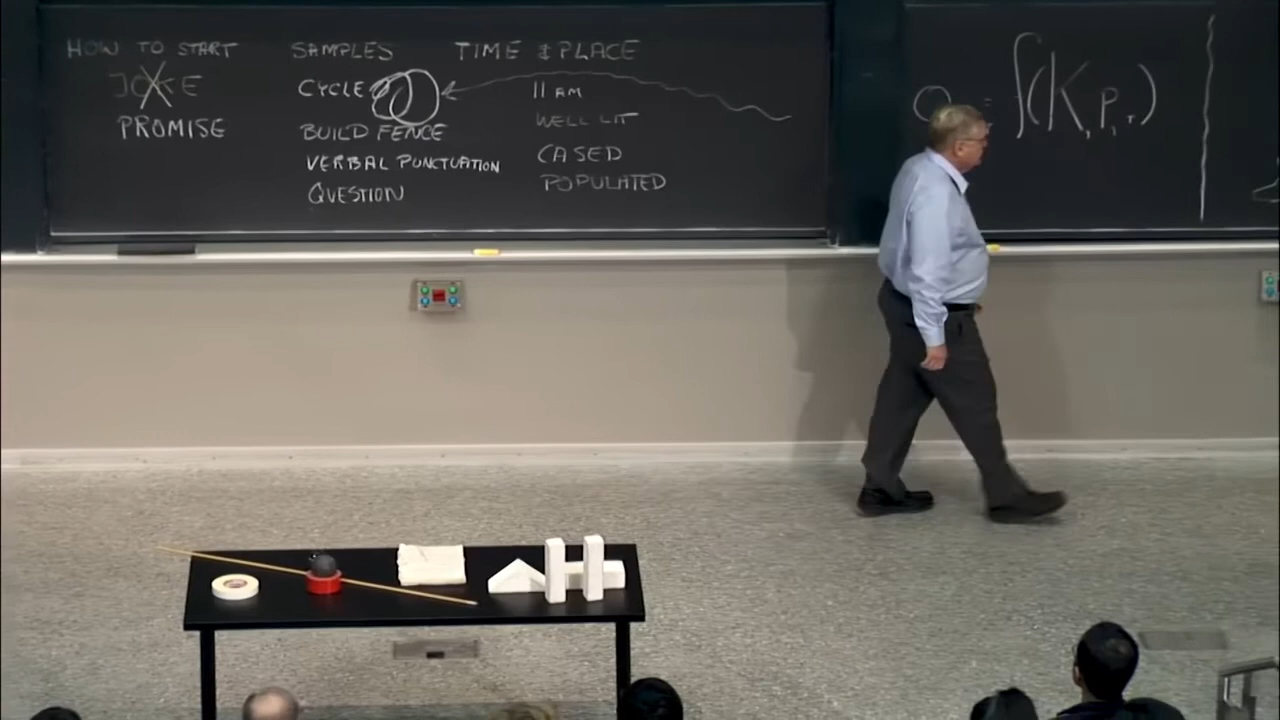 HOW TO START
JOKE
PROMISE
SAMPLES
CYCLE
BUILD FENCE
VERBAL PUNCTUATION
QUESTION
TIME & PLACE
11 AM
WELL LIT
CASED
POPULATED
∫(K, P, T)